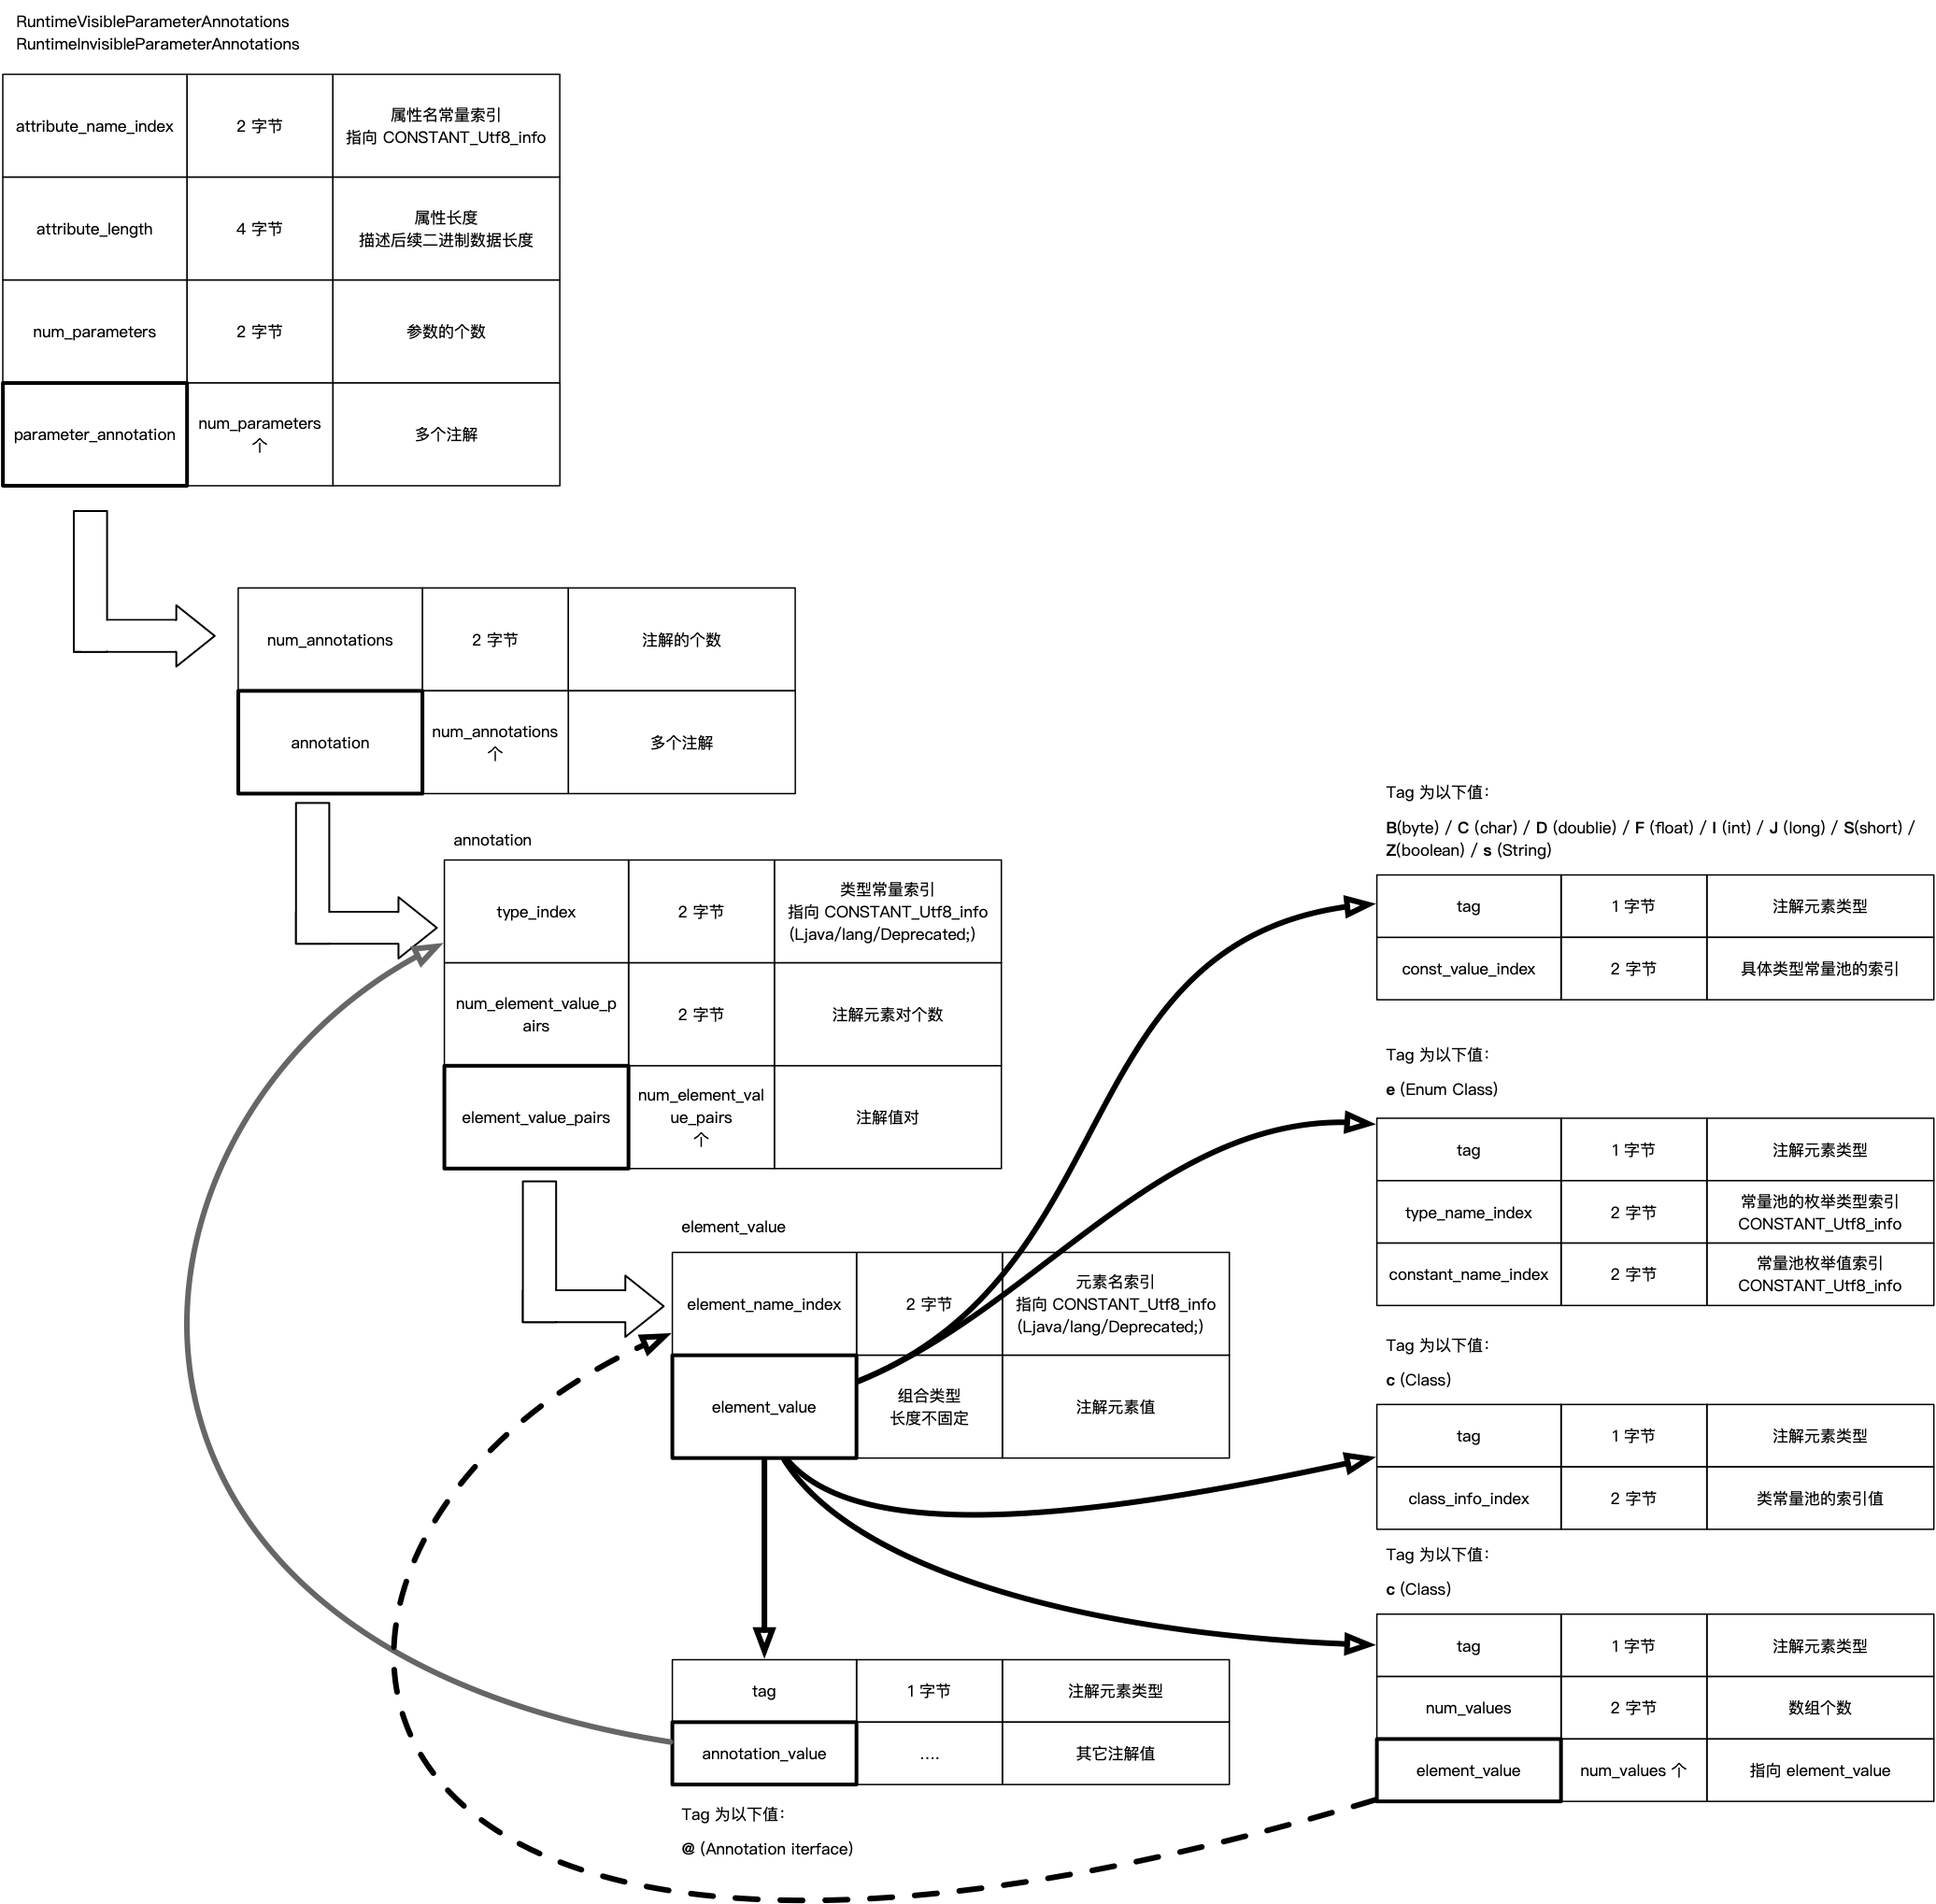 RuntimeVisibleParameterAnnotations
RuntimeInvisibleParameterAnnotations
attribute_name_index
2 字节
属性名常量索引
指向 CONSTANT_Utf8_info
attribute_length
4 字节
属性长度
描述后续二进制数据长度
num_parameters
2 字节
参数的个数
parameter_annotation
num_parameters
个
多个注解
num_annotations
2 字节
注解的个数
annotation
num_annotations
个
多个注解
annotation
type_index
2 字节
类型常量索引
指向 CONSTANT_Utf8_info
(Ljava/lang/Deprecated;)
num_element_value_p
airs
2 字节
注解元素对个数
element_value_pairs
num_element_val
ue_pairs
个
注解值对
element_value
element_name_index
2 字节
元素名索引
指向 CONSTANT_Utf8_info
(Ljava/lang/Deprecated;)
element_value
组合类型
长度不固定
注解元素值
tag
1 字节
注解元素类型
annotation_value
....
其它注解值
Tag 为以下值:
@ (Annotation iterface)
Tag 为以下值:
B(byte) / C (char) / D (doublie) / F (float) / I (int) / J (long) / S(short) /
Z(boolean) / s (String)
tag
1 字节
注解元素类型
const_value_index
2 字节
具体类型常量池的索引
Tag 为以下值:
e (Enum Class)
tag
1 字节
注解元素类型
type_name_index
2 字节
常量池的枚举类型索引
CONSTANT_Utf8_info
constant_name_index
2 字节
常量池枚举值索引
CONSTANT_Utf8_info
Tag 为以下值:
c (Class)
tag
1 字节
注解元素类型
class_info_index
2 字节
类常量池的索引值
Tag 为以下值:
c (Class)
tag
1 字节
注解元素类型
num_values
2 字节
数组个数
element_value
num_values 个
指向 element_value